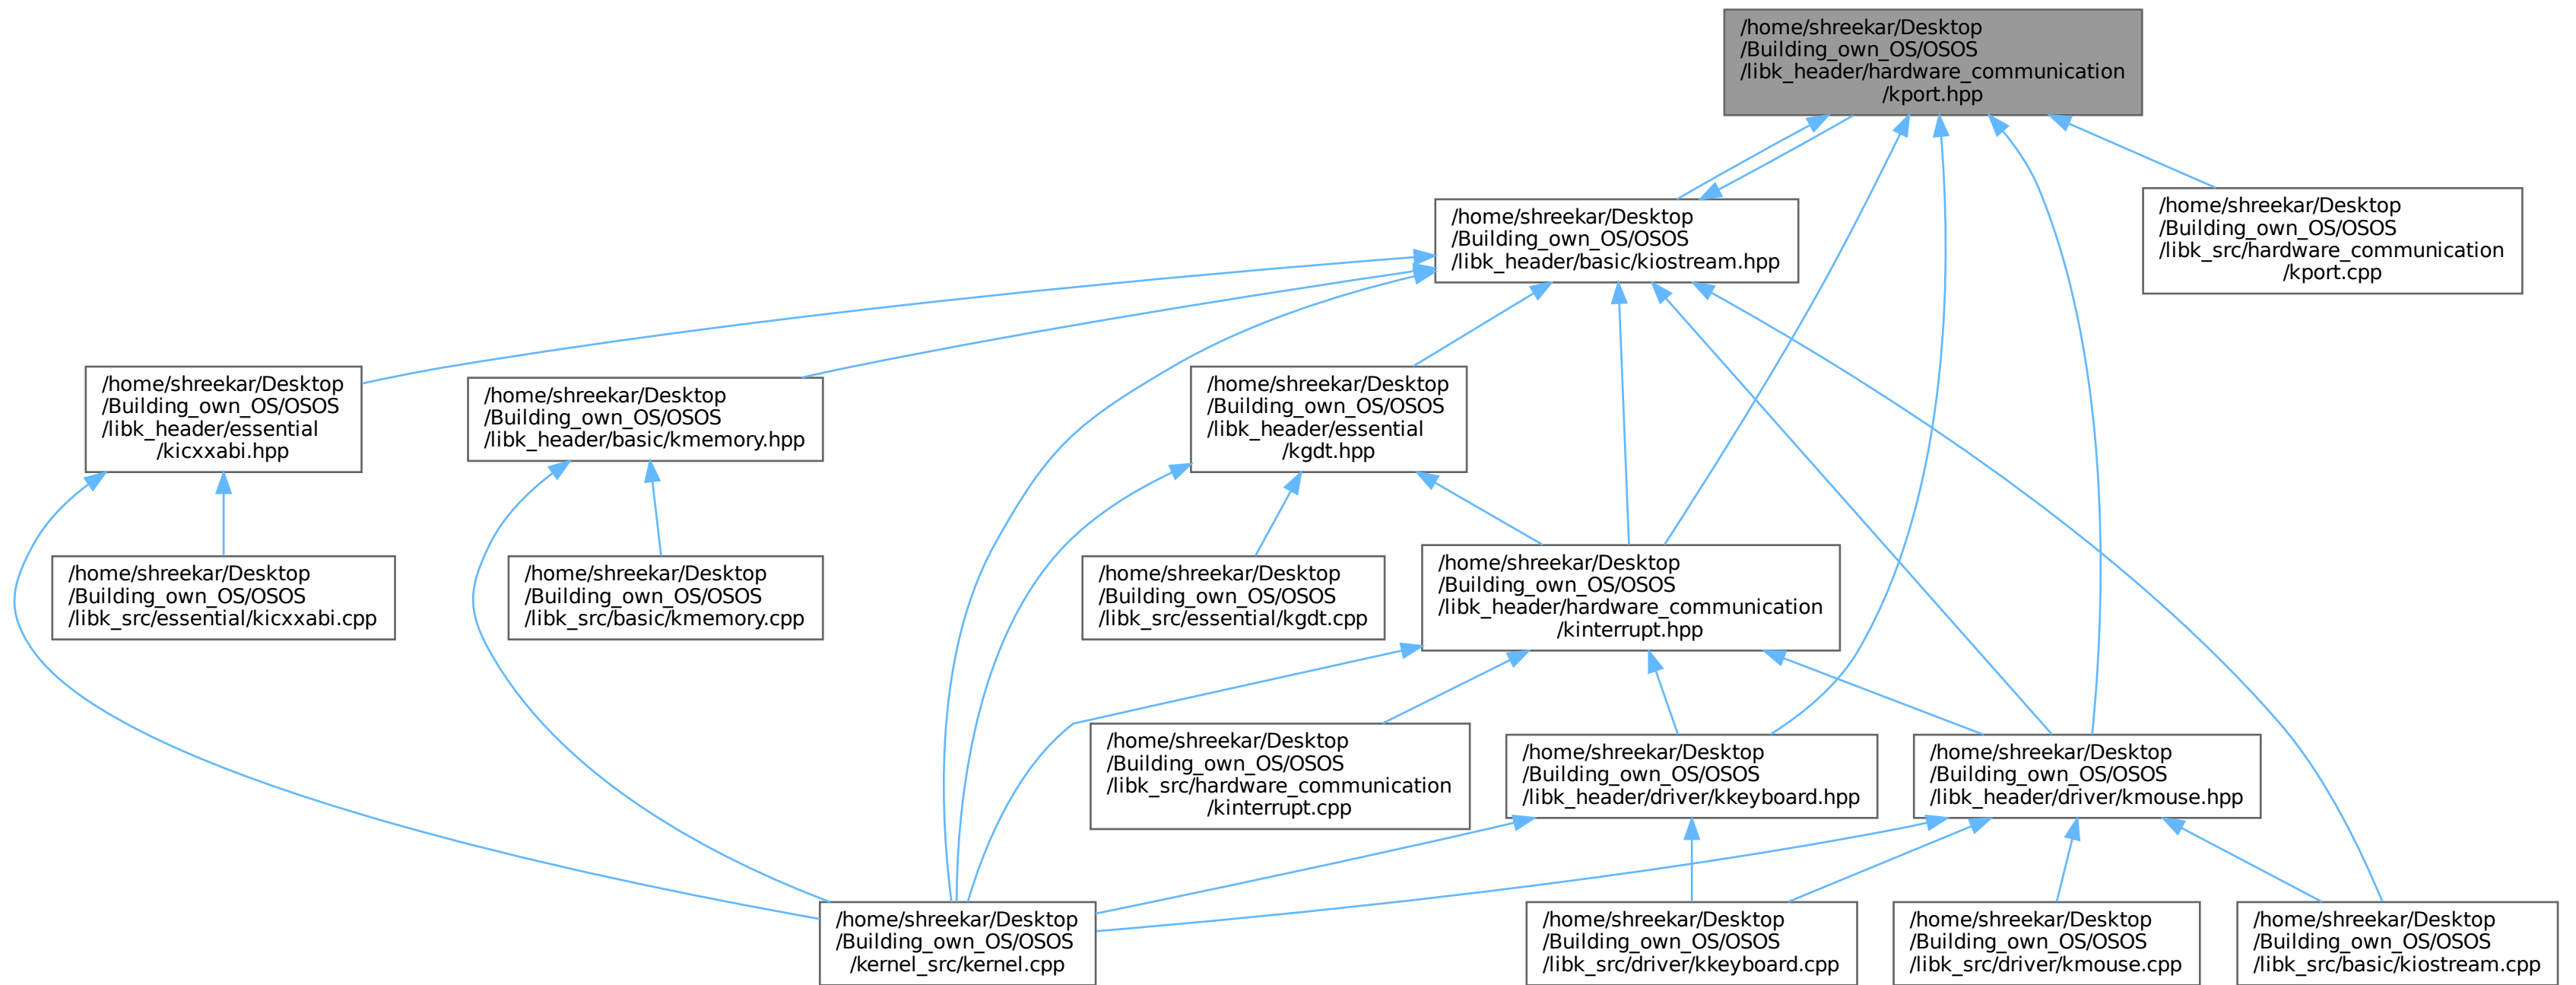 /home/shreekar/Desktop
/Building_own_OS/OSOS
/libk_header/hardware_communication
/kport.hpp
/home/shreekar/Desktop
/Building_own_OS/OSOS
/libk_header/basic/kiostream.hpp
/home/shreekar/Desktop
/Building_own_OS/OSOS
/libk_src/hardware_communication
/kport.cpp
/home/shreekar/Desktop
/Building_own_OS/OSOS
/libk_header/essential
/kicxxabi.hpp
/home/shreekar/Desktop
/Building_own_OS/OSOS
/libk_header/basic/kmemory.hpp
/home/shreekar/Desktop
/Building_own_OS/OSOS
/libk_header/essential
/kgdt.hpp
/home/shreekar/Desktop
/Building_own_OS/OSOS
/libk_src/essential/kicxxabi.cpp
/home/shreekar/Desktop
/Building_own_OS/OSOS
/libk_src/basic/kmemory.cpp
/home/shreekar/Desktop
/Building_own_OS/OSOS
/libk_src/essential/kgdt.cpp
/home/shreekar/Desktop
/Building_own_OS/OSOS
/libk_header/hardware_communication
/kinterrupt.hpp
/home/shreekar/Desktop
/Building_own_OS/OSOS
/libk_src/hardware_communication
/kinterrupt.cpp
/home/shreekar/Desktop
/Building_own_OS/OSOS
/libk_header/driver/kkeyboard.hpp
/home/shreekar/Desktop
/Building_own_OS/OSOS
/libk_header/driver/kmouse.hpp
/home/shreekar/Desktop
/Building_own_OS/OSOS
/kernel_src/kernel.cpp
/home/shreekar/Desktop
/Building_own_OS/OSOS
/libk_src/driver/kkeyboard.cpp
/home/shreekar/Desktop
/Building_own_OS/OSOS
/libk_src/driver/kmouse.cpp
/home/shreekar/Desktop
/Building_own_OS/OSOS
/libk_src/basic/kiostream.cpp